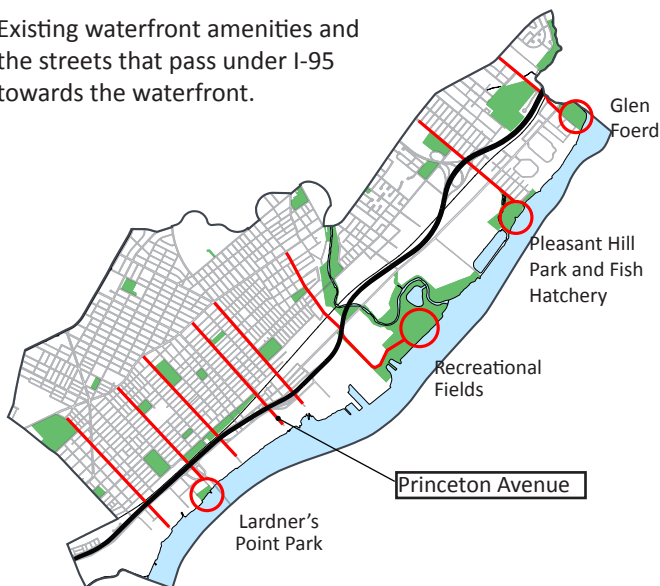 Existing waterfront amenities and
the streets that pass under I-95
towards the waterfront.
Glen
Foerd
Pleasant Hill
Park and Fish
Hatchery
Recreational
Fields
Princeton Avenue
Lardner’s
Point Park